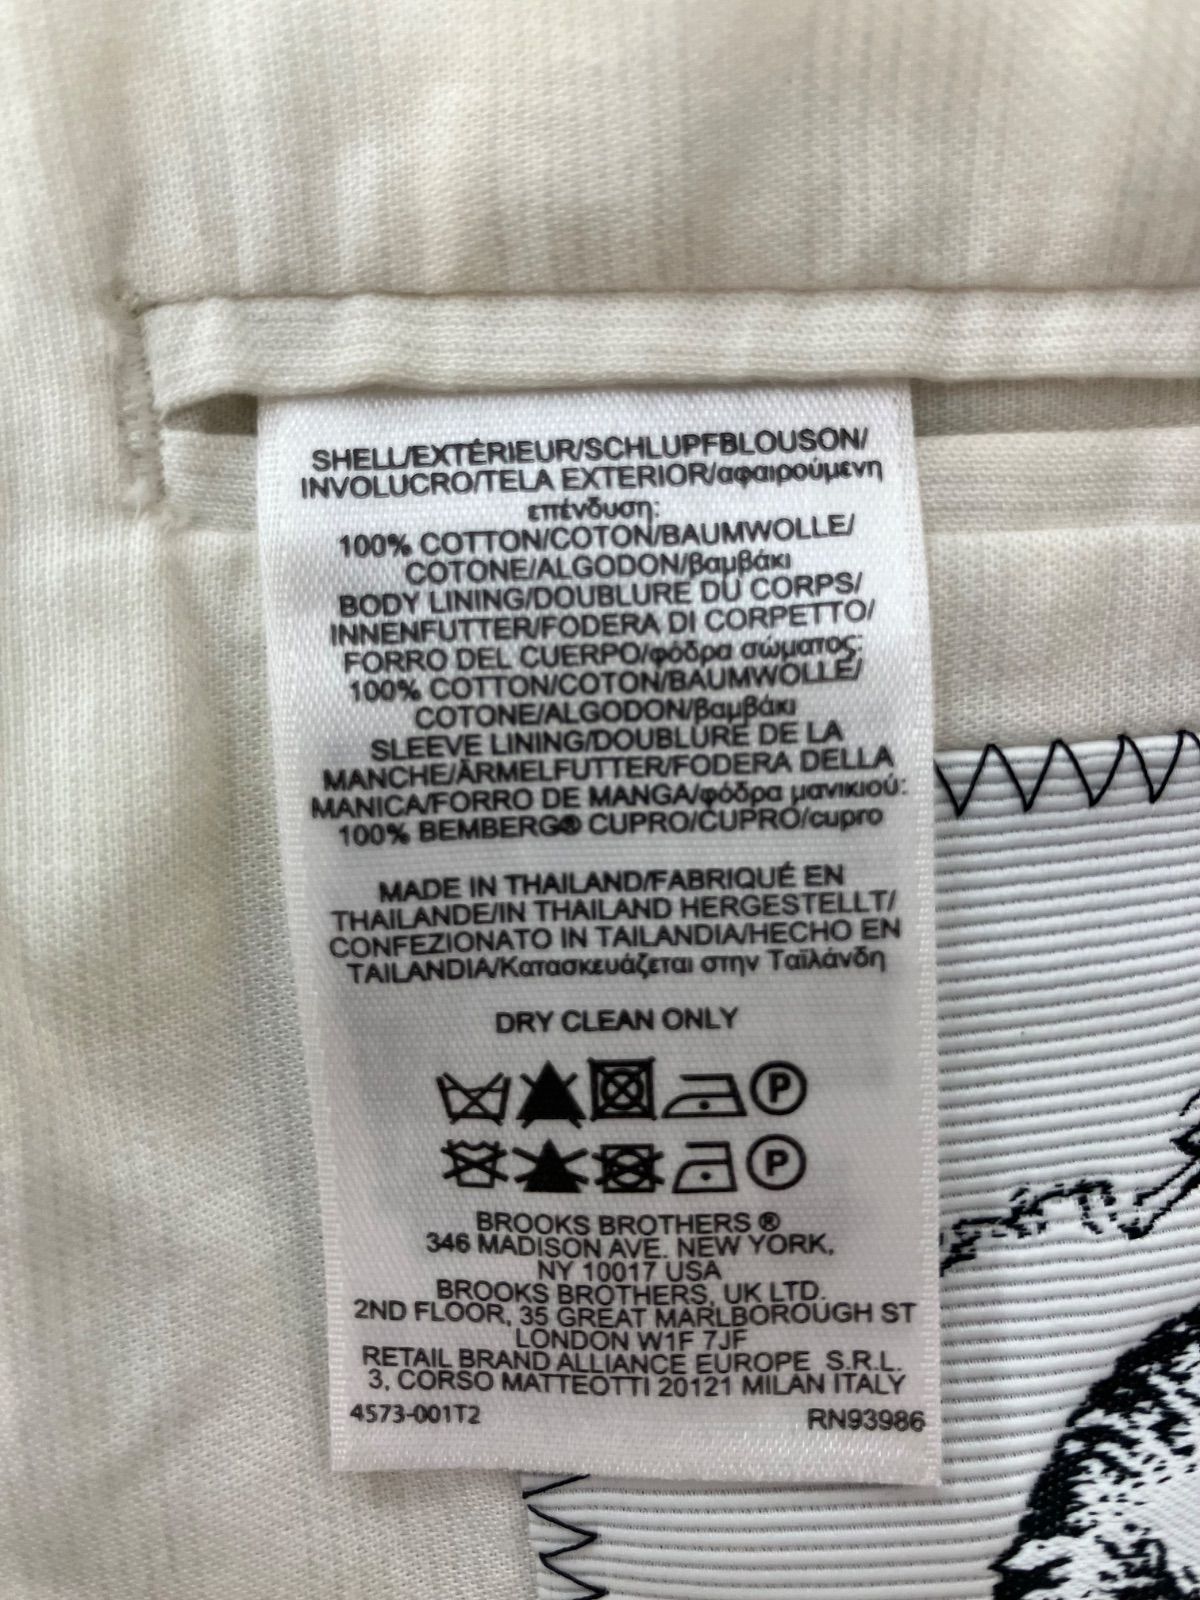 SHELL/EXTÉRIEUR/SCHLUPFBLOUSON/
INVOLUCRO/TELA EXTERIOR/αφαιρούμενη
επένδυση:
100% COTTON/COTON/BAUMWOLLE/
COTONE/ALGODON/βαμβάκι
BODY LINING/DOUBLURE DU CORPS/
INNENFUTTER/FODERA DI CORPETTO/
FORRO DEL CUERPO/φόδρα σώματος:
100% COTTON/COTON/BAUMWOLLE/
COTONE/ALGODON/βαμβάκι
SLEEVE LINING/DOUBLURE DE LA
MANCHE/ÄRMELFUTTER/FODERA DELLA
MANICA/FORRO DE MANGA/φόδρα μανικιού:
100% BEMBERG® CUPRO/CUPRO/cupro
MADE IN THAILAND/FABRIQUÉ EN
THAILANDE/IN THAILAND HERGESTELLT/
CONFEZIONATO IN TAILANDIA/HECHO EN
TAILANDIA/Κατασκευάζεται στην Ταϊλάνδη
DRY CLEAN ONLY
P
P
BROOKS BROTHERS ®
346 MADISON AVE. NEW YORK,
NY 10017 USA
BROOKS BROTHERS, UK LTD.
2ND FLOOR, 35 GREAT MARLBOROUGH ST
LONDON W1F 7JF
RETAIL BRAND ALLIANCE EUROPE S.R.L.
3, CORSO MATTEOTTI 20121 MILAN ITALY
4573-001T2 RN93986